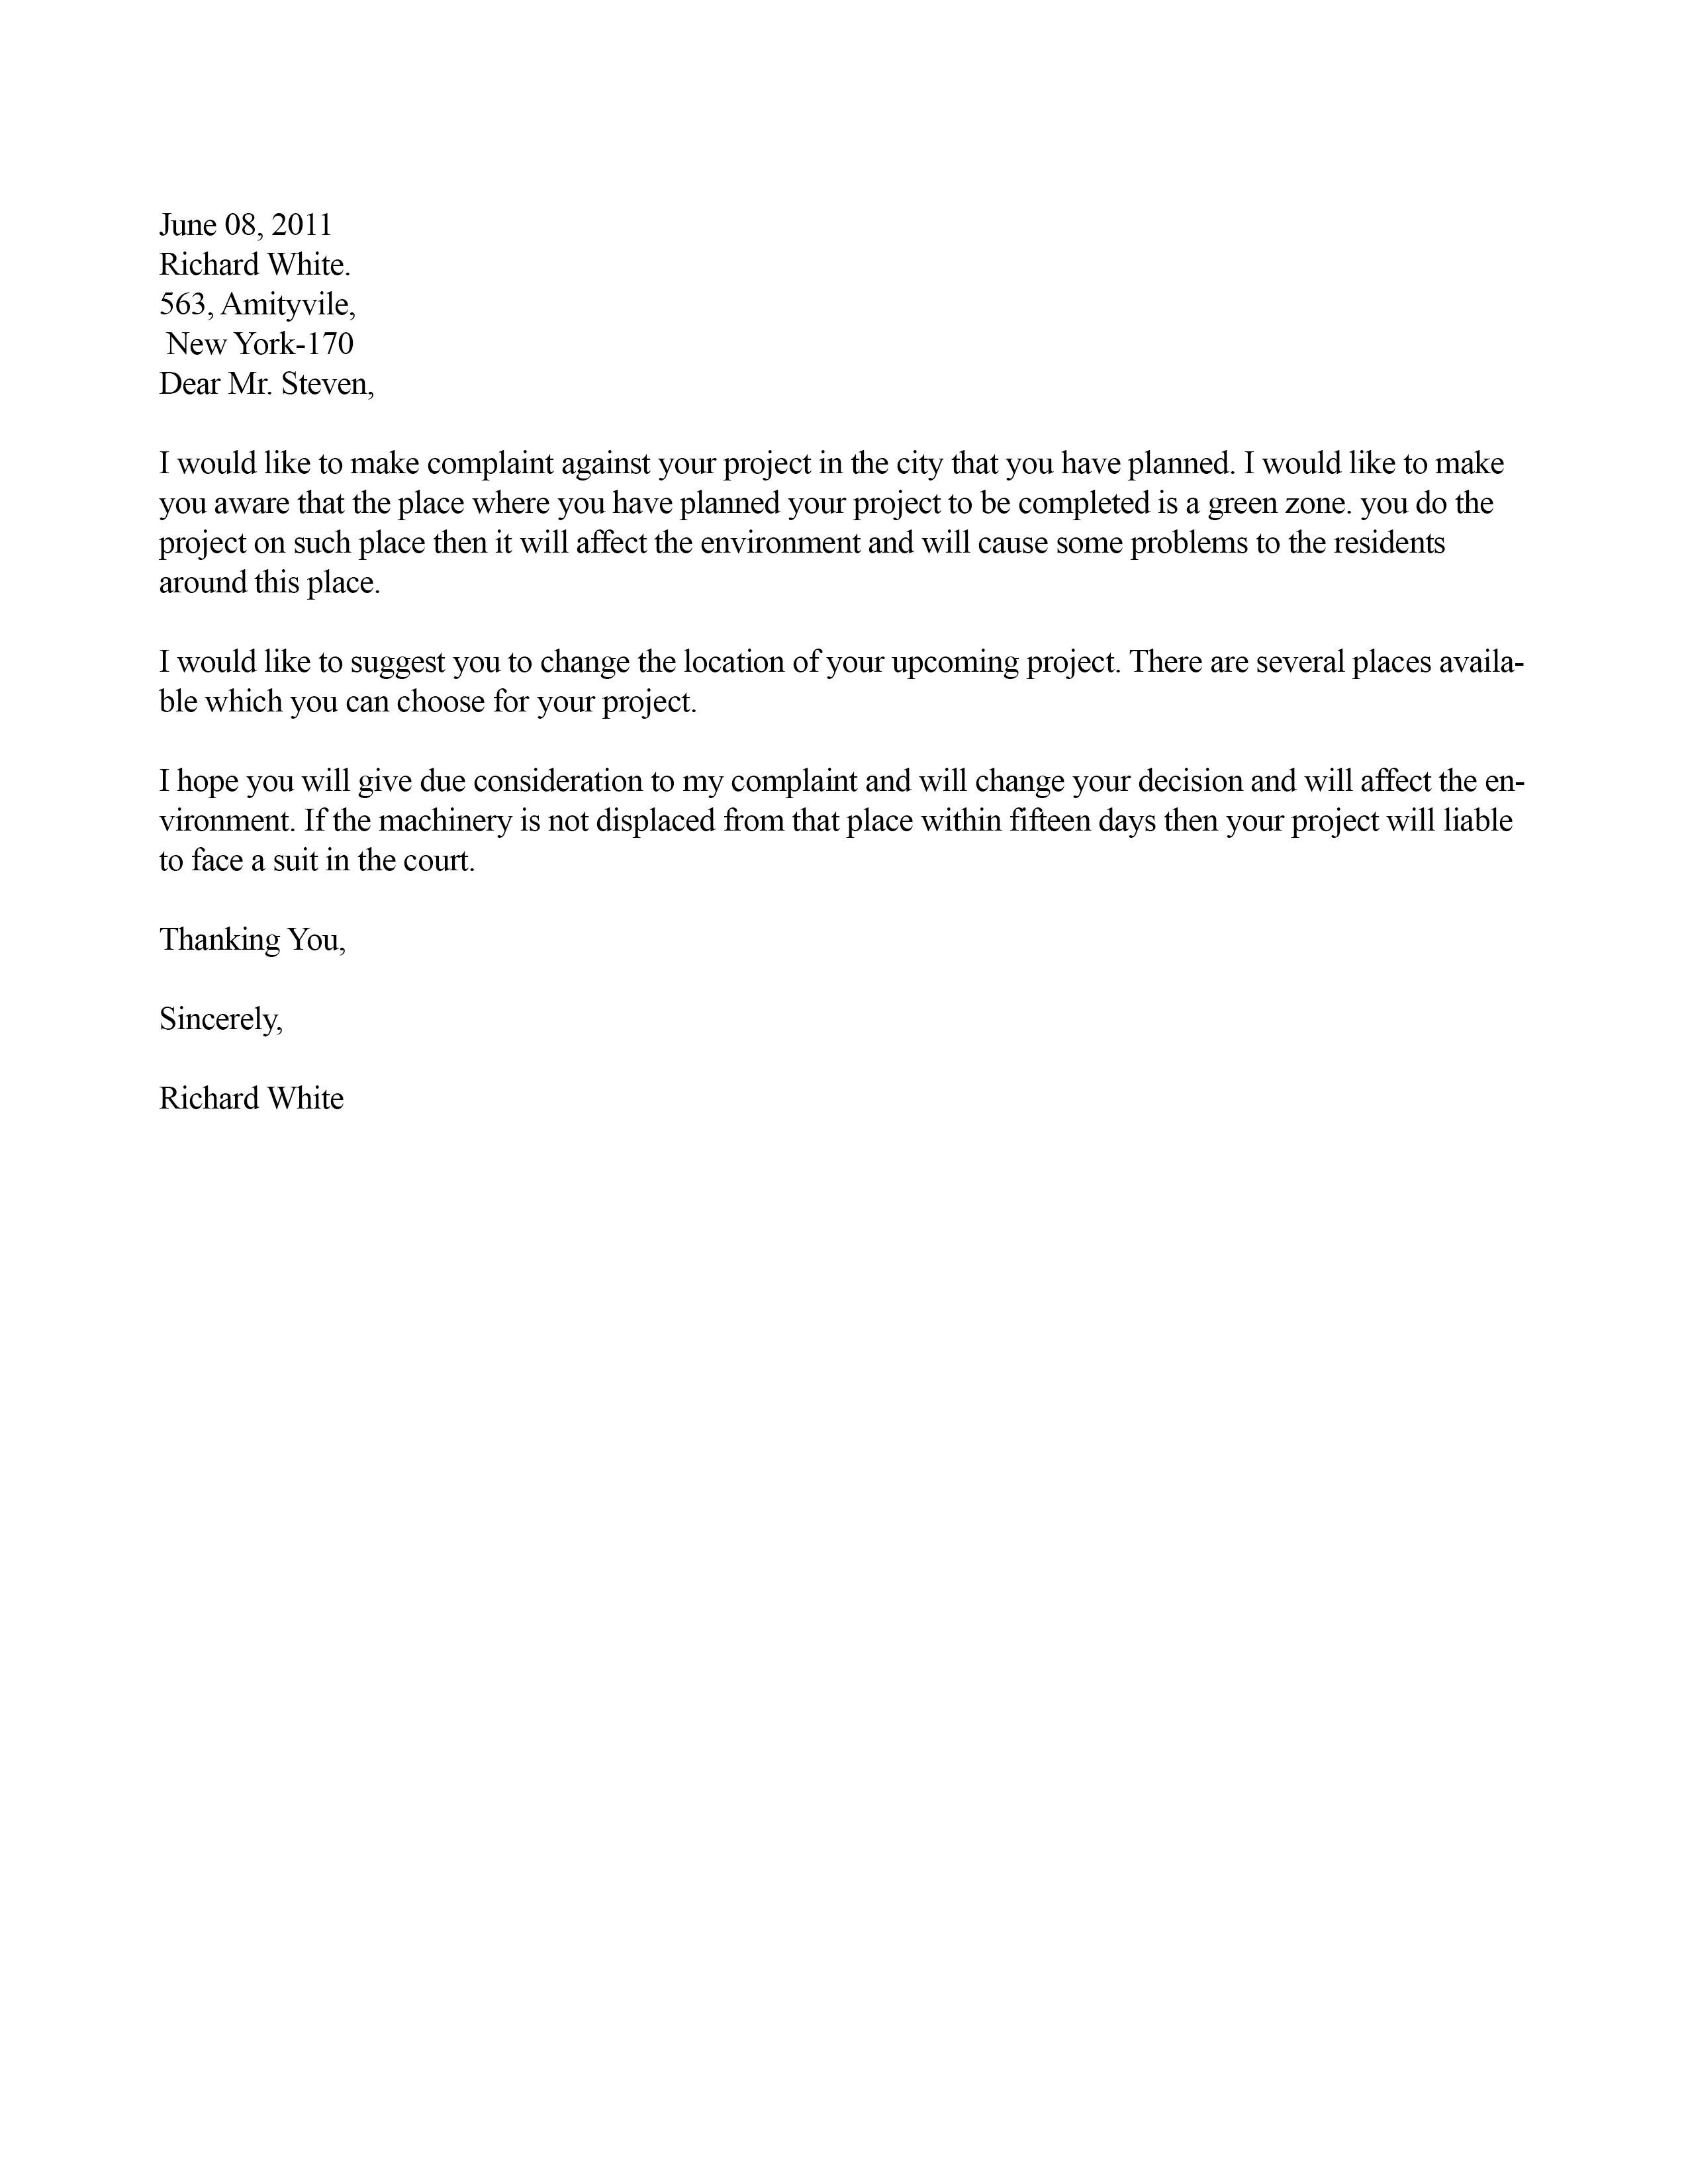 June 08, 2011
Richard White.
563, Amityvile,
New York-170
Dear Mr. Steven,
I would like to make complaint against your project in the city that you have planned. I would like to make
you aware that the place where you have planned your project to be completed is a green zone. you do the
project on such place then it will affect the environment and will cause some problems to the residents
around this place.
I would like to suggest you to change the location of your upcoming project. There are several places availa-
ble which you can choose for your project.
I hope you will give due consideration to my complaint and will change your decision and will affect the en-
vironment. If the machinery is not displaced from that place within fifteen days then your project will liable
to face a suit in the court.
Thanking You,
Sincerely,
Richard White